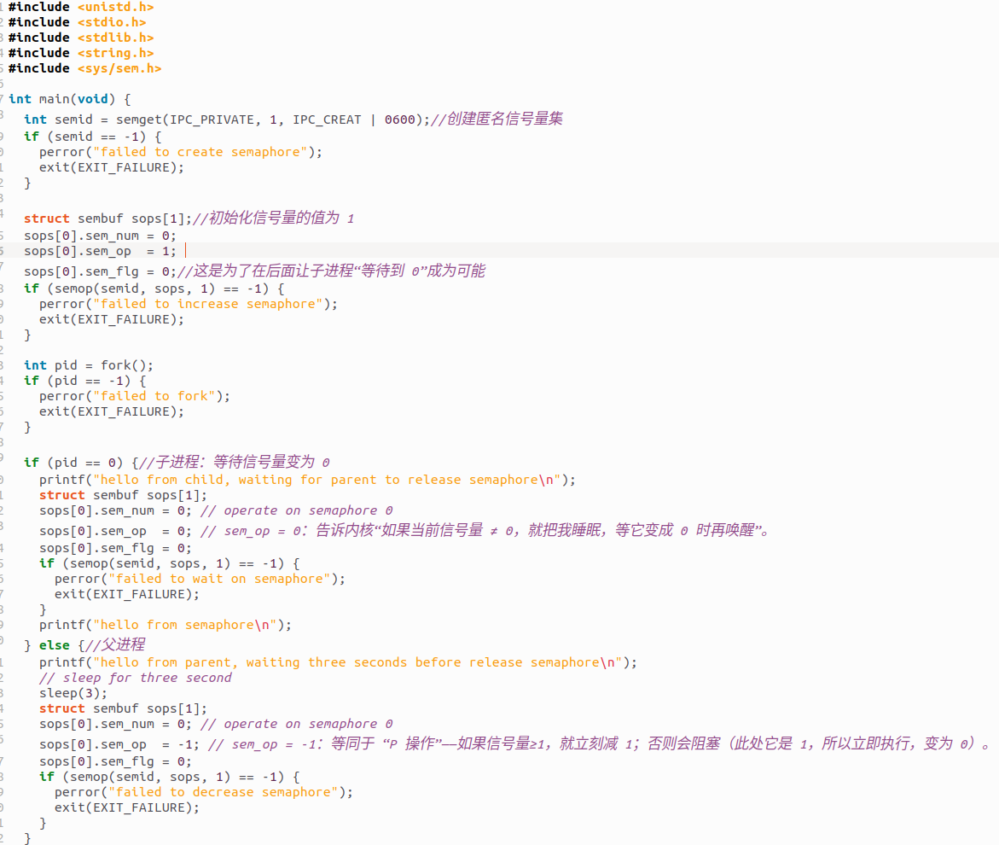 #include <unistd.h>
#include <stdio.h>
#include <stdlib.h>
#include <string.h>
#include <sys/sem.h>
int main(void) {
int semid = semget(IPC_PRIVATE, 1, IPC_CREAT | 0600);//创建匿名信号量集
if (semid == -1) {
perror("failed to create semaphore");
exit(EXIT_FAILURE);
}
struct sembuf sops[1];//初始化信号量的值为 1
sops[0].sem_num = 0;
sops[0].sem_op  = 1;
sops[0].sem_flg = 0;//这是为了在后面让子进程“等待到 0”成为可能
if (semop(semid, sops, 1) == -1) {
perror("failed to increase semaphore");
exit(EXIT_FAILURE);
}
int pid = fork();
if (pid == -1) {
perror("failed to fork");
exit(EXIT_FAILURE);
}
if (pid == 0) {//子进程：等待信号量变为 0
printf("hello from child, waiting for parent to release semaphore\n");
struct sembuf sops[1];
sops[0].sem_num = 0; // operate on semaphore 0
sops[0].sem_op  = 0; // sem_op = 0：告诉内核“如果当前信号量 ≠ 0，就把我睡眠，等它变成 0 时再唤醒”。
sops[0].sem_flg = 0;
if (semop(semid, sops, 1) == -1) {
perror("failed to wait on semaphore");
exit(EXIT_FAILURE);
}
printf("hello from semaphore\n");
} else {//父进程
printf("hello from parent, waiting three seconds before release semaphore\n");
// sleep for three second
sleep(3);
struct sembuf sops[1];
sops[0].sem_num = 0; // operate on semaphore 0
sops[0].sem_op  = -1; // sem_op = -1：等同于 “P 操作”——如果信号量≥1，就立刻减 1；否则会阻塞（此处它是 1，所以立即执行，变为 0）。
sops[0].sem_flg = 0;
if (semop(semid, sops, 1) == -1) {
perror("failed to decrease semaphore");
exit(EXIT_FAILURE);
}
}